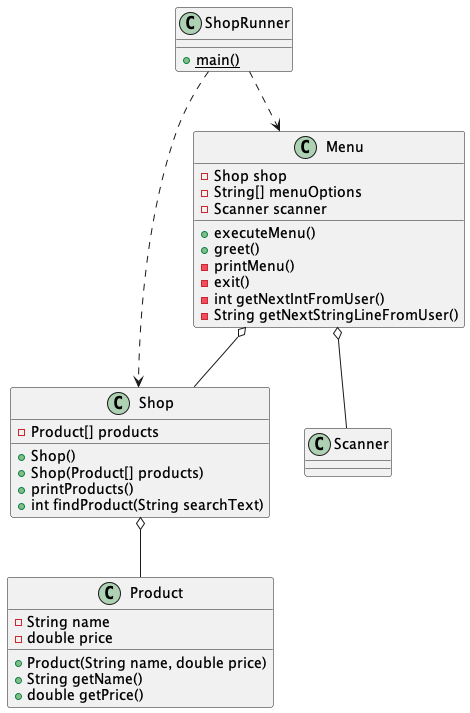 C ShopRunner
main()
C Menu
Shop shop
String[] menuOptions
Scanner scanner
executeMenu()
greet()
printMenu()
exit()
int getNextIntFromUser()
String getNextStringLineFromUser()
C Shop
Product[] products
Shop()
Shop(Product[] products)
printProducts()
int findProduct(String searchText)
C Scanner
C Product
String name
double price
Product(String name, double price)
String getName()
double getPrice()